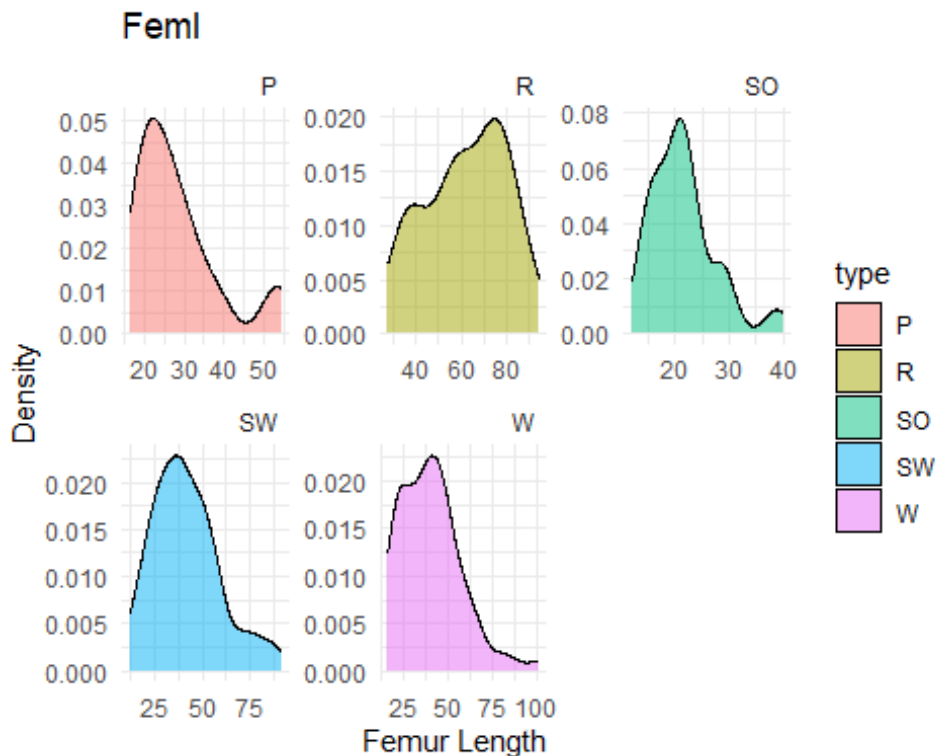 Feml
P R SO
0.05 0.04 0.03 0.02 0.01 0.00
20 30 40 50
0.020 0.015 0.010 0.005 0.000
40 60 80
0.08 0.06 0.04 0.02 0.00
20 30 40
SW W
0.020 0.015 0.010 0.005 0.000
25 50 75
0.020 0.015 0.010 0.005 0.000
25 50 75 100
Density
Femur Length
type
P
R
SO
SW
W